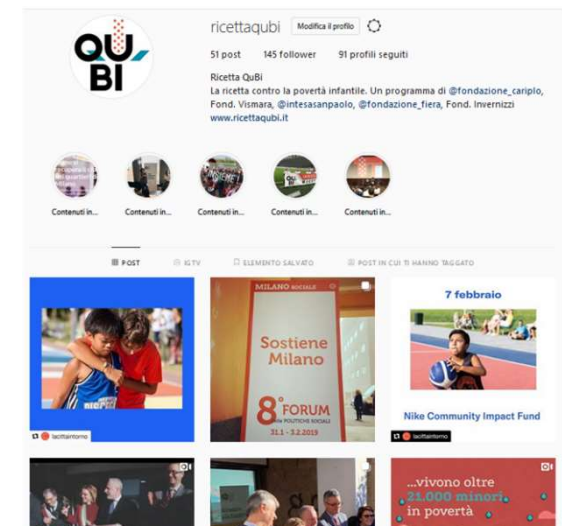 QU
BI
ricettaqubi Modifica il profilo
51 post 145 follower 91 profili seguiti
Ricetta QuBi
La ricetta contro la povertà infantile. Un programma di @fondazione_cariplo,
Fond. Vismara, @intesasanpaolo, @fondazione_fiera, Fond. Invernizzi
www.ricettaqubi.it
INSIEME
QU
BI
Contenuti in... Contenuti in... Contenuti in... Contenuti in... Contenuti in...
POST IGTV ELEMENTO SALVATO POST IN CUI TI HANNO TAGGATO
lacittaintorno
MILANO SOCIALE
Sostiene
Milano
8° FORUM
POLITICHE SOCIALI
31.1 - 3.2.2019
7 febbraio
Nike Community Impact Fund
lacittaintorno
...vivono oltre
21.000 minori
in povertà